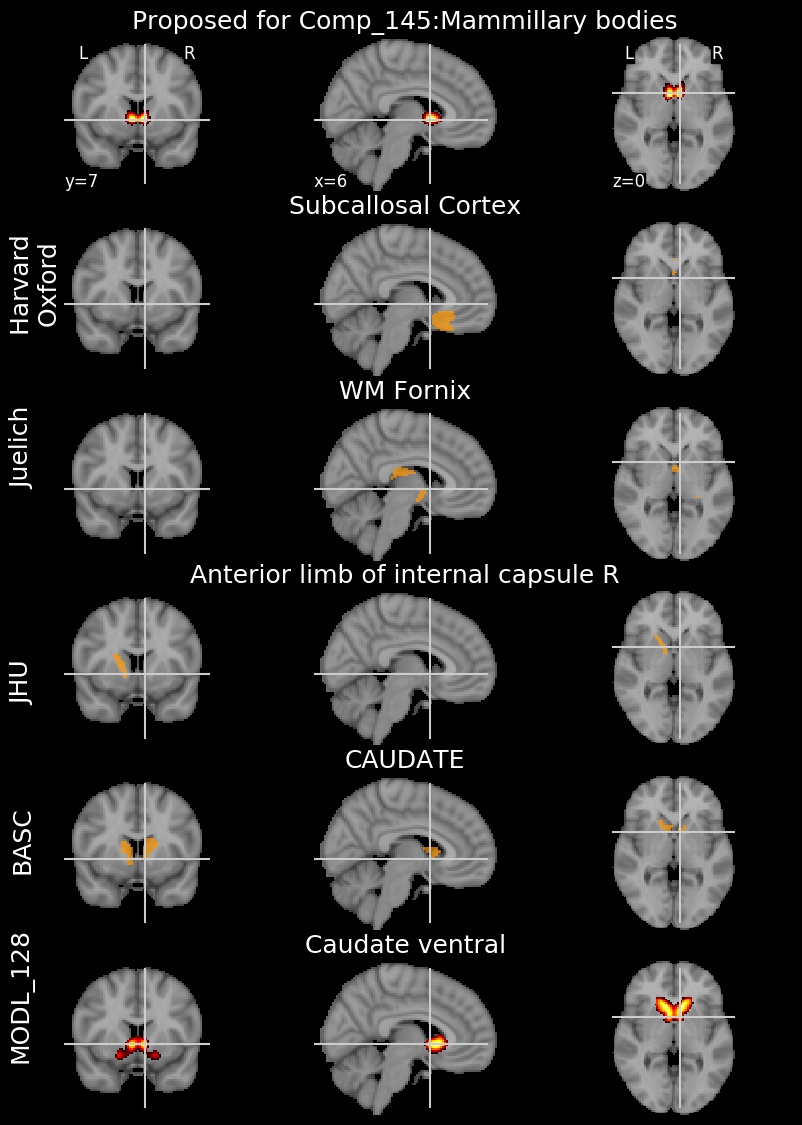 Proposed for Comp_145:Mammillary bodies
L R L R
y=7 x=6 z=0
Subcallosal Cortex
Harvard
Oxford
WM Fornix
Juelich
Anterior limb of internal capsule R
JHU
CAUDATE
BASC
Caudate ventral
MODL_128